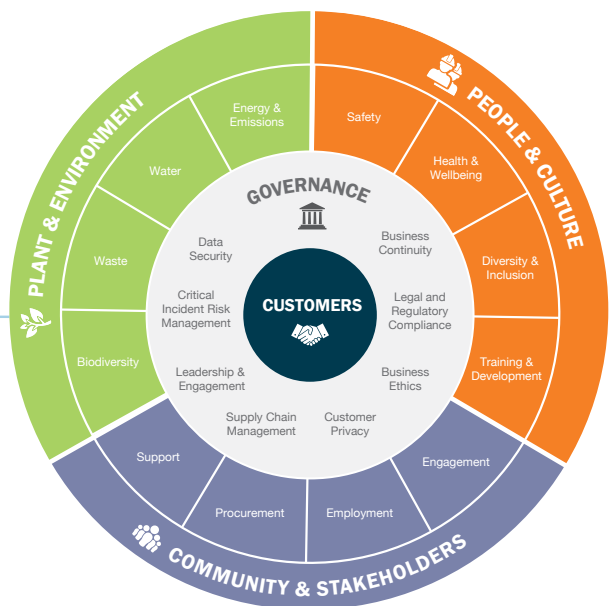 PLANT & ENVIRONMENT
Energy &
Emissions
Water
Waste
Biodiversity
PEOPLE & CULTURE
Safety
Health &
Wellbeing
Diversity &
Inclusion
Training &
Development
GOVERNANCE
Data
Security
Critical
Incident Risk
Management
Leadership &
Engagement
Supply Chain
Management
Customer
Privacy
Business
Ethics
Legal and
Regulatory
Compliance
Business
Continuity
CUSTOMERS
Support
Procurement
Employment
Engagement
COMMUNITY & STAKEHOLDERS